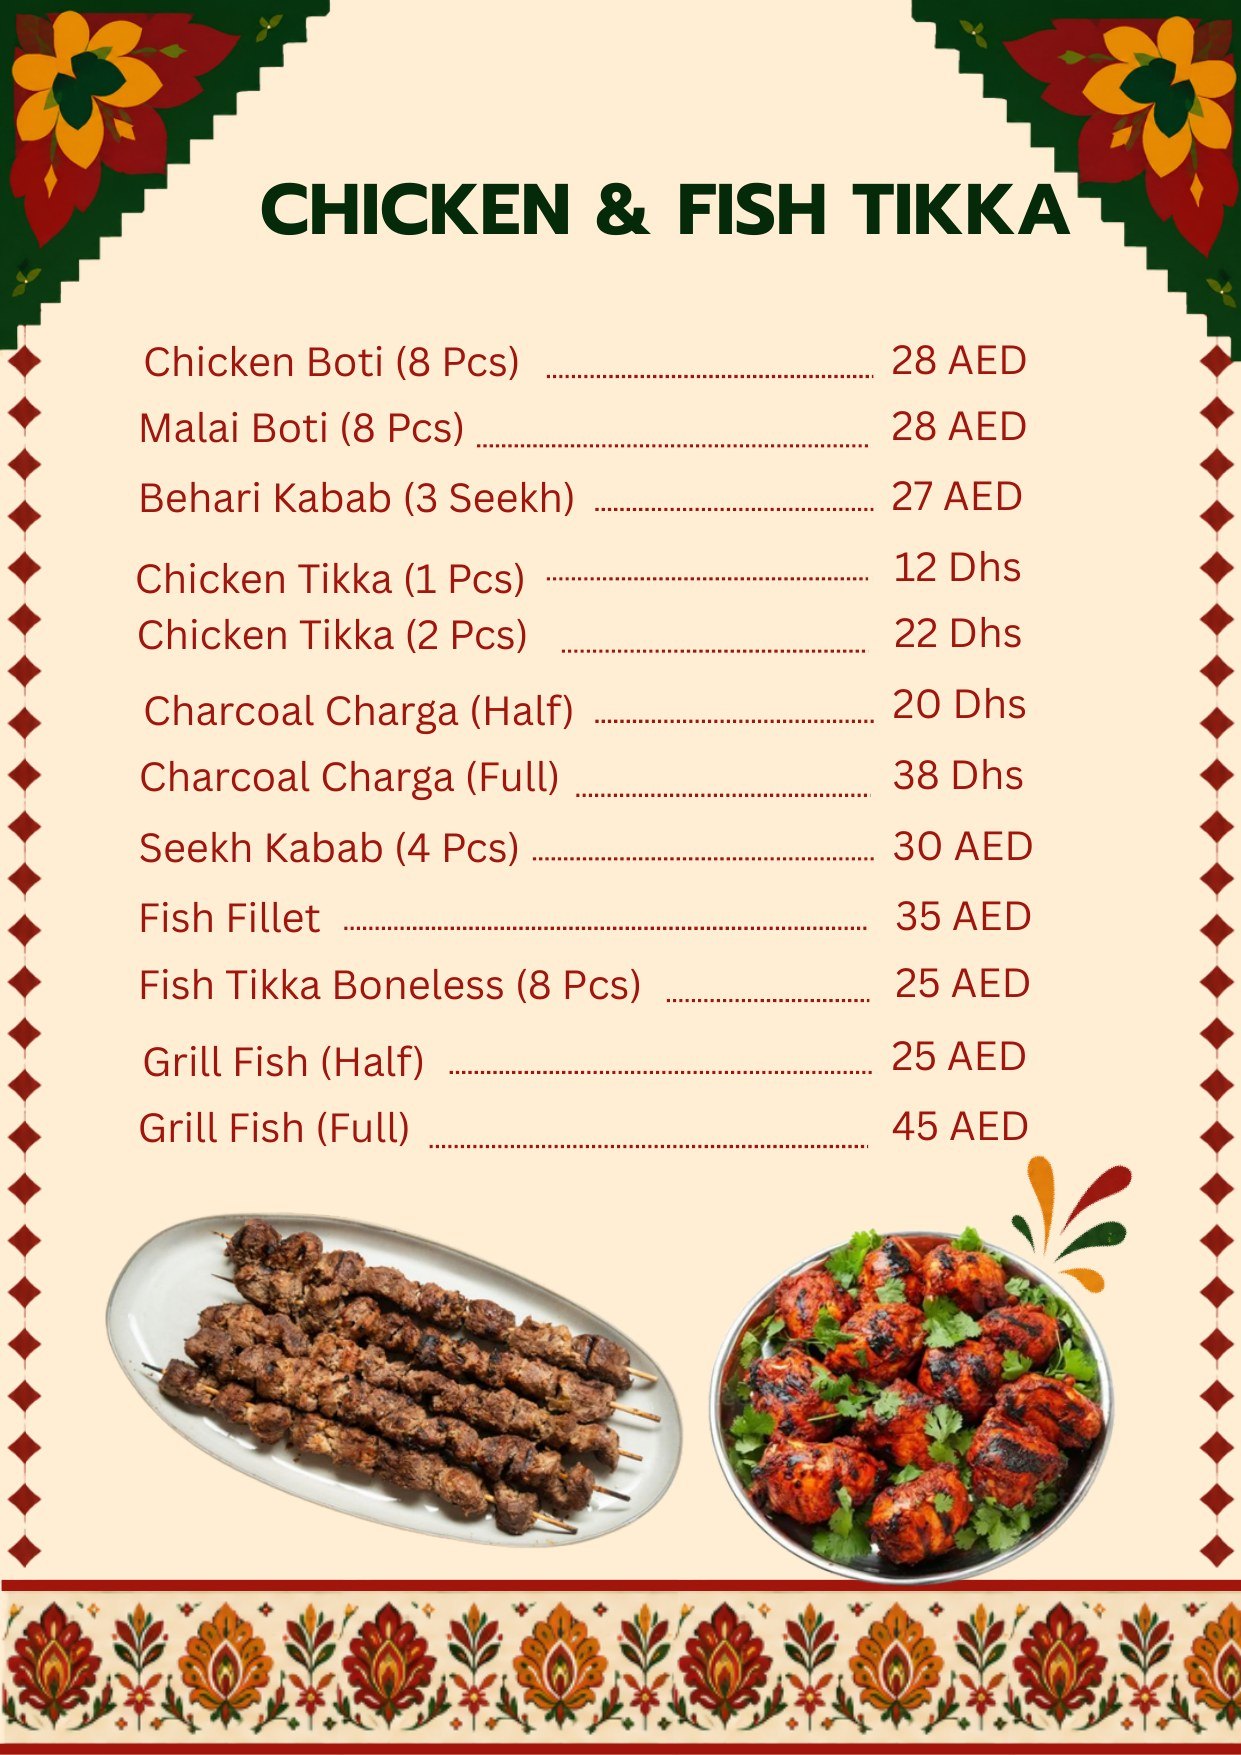 CHICKEN & FISH TIKKA
Chicken Boti (8 Pcs) 28 AED
Malai Boti (8 Pcs) 28 AED
Behari Kabab (3 Seekh) 27 AED
Chicken Tikka (1 Pcs) 12 Dhs
Chicken Tikka (2 Pcs) 22 Dhs
Charcoal Charga (Half) 20 Dhs
Charcoal Charga (Full) 38 Dhs
Seekh Kabab (4 Pcs) 30 AED
Fish Fillet 35 AED
Fish Tikka Boneless (8 Pcs) 25 AED
Grill Fish (Half) 25 AED
Grill Fish (Full) 45 AED